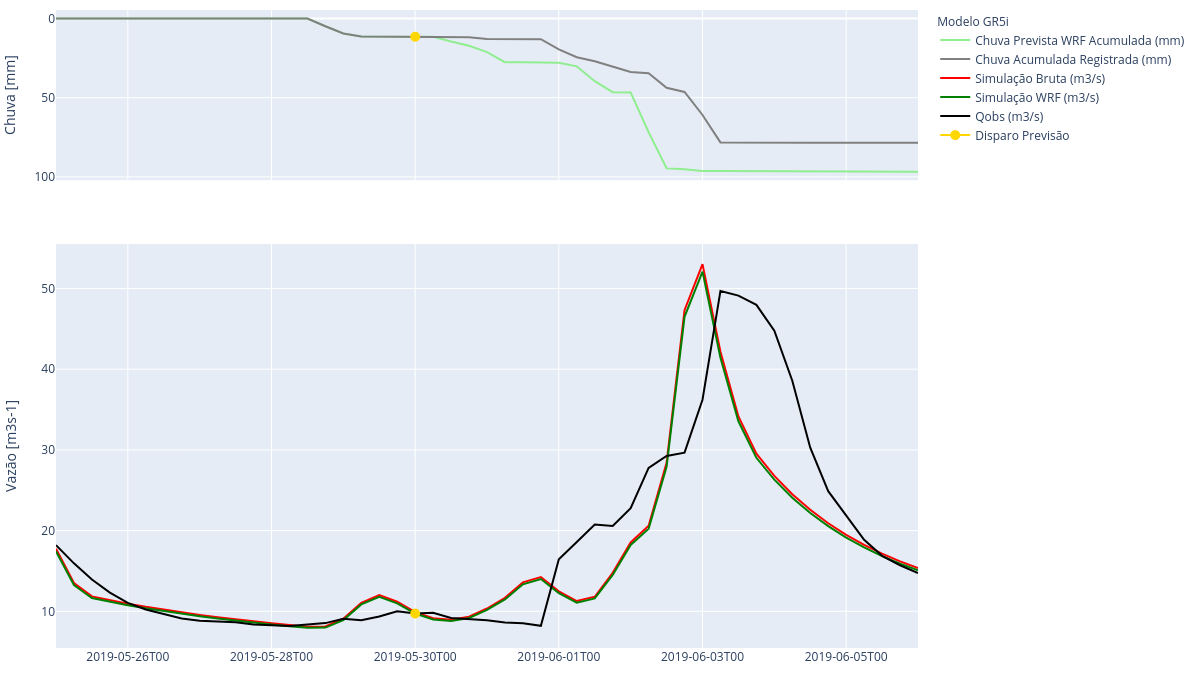 Modelo GR5i
Chuva Prevista WRF Acumulada (mm)
Chuva Acumulada Registrada (mm)
Simulação Bruta (m3/s)
Simulação WRF (m3/s)
Qobs (m3/s)
Disparo Previsão
Chuva [mm]
0
50
100
Vazão [m3s-1]
50
40
30
20
10
2019-05-26T00
2019-05-28T00
2019-05-30T00
2019-06-01T00
2019-06-03T00
2019-06-05T00